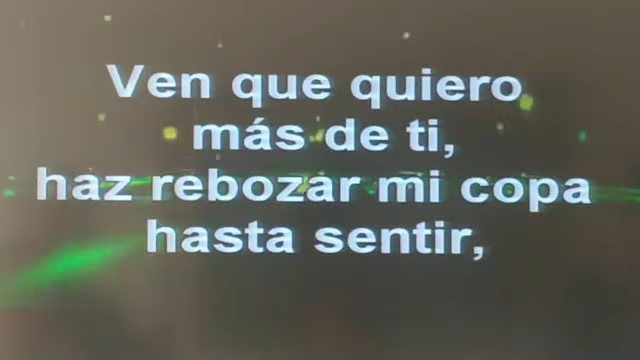 Ven que quiero
más de ti,
haz rebozar mi copa
hasta sentir,